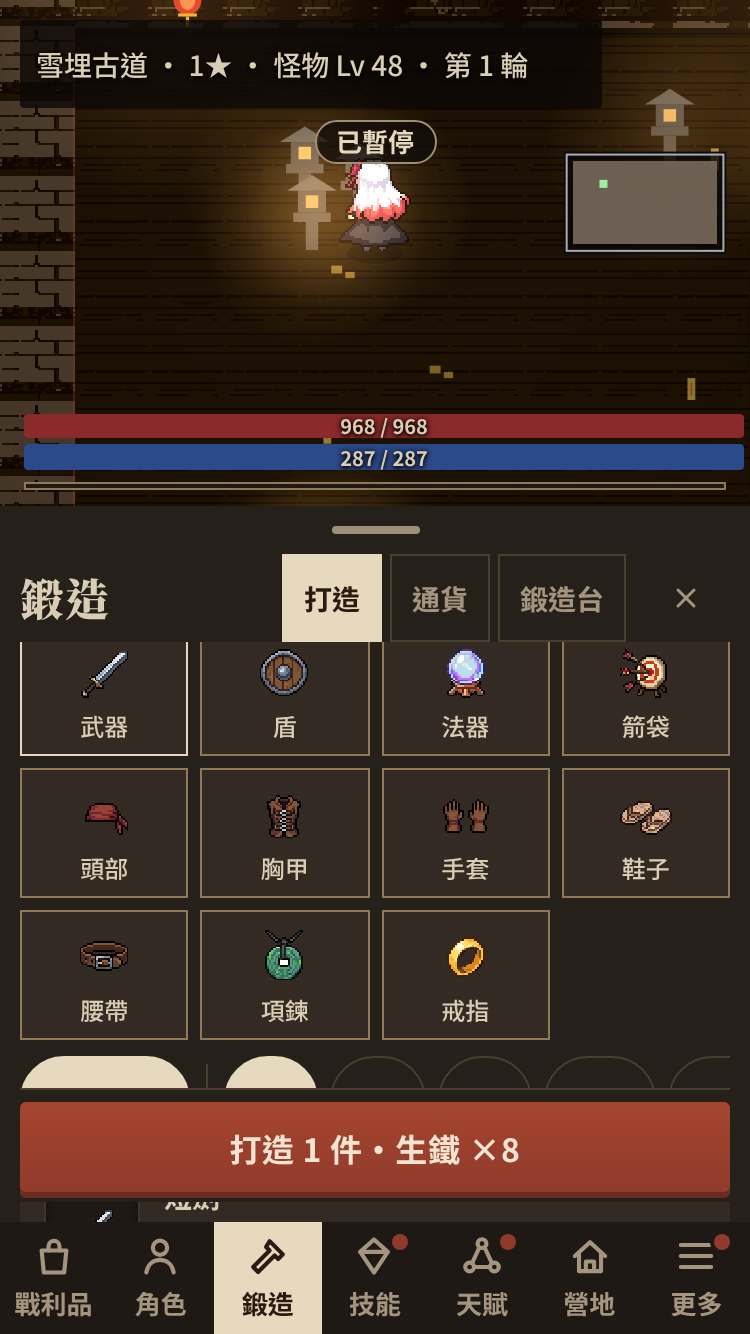 雪埋古道 • 1★ • 怪物 Lv 48 • 第 1 輪
已暫停
968 / 968
287 / 287
鍛造 打造 通貨 鍛造台 ×
武器 盾 法器 箭袋
頭部 胸甲 手套 鞋子
腰帶 項鍊 戒指
打造 1 件・生鐵 ×8
戰利品 角色 鍛造 技能 天賦 營地 更多